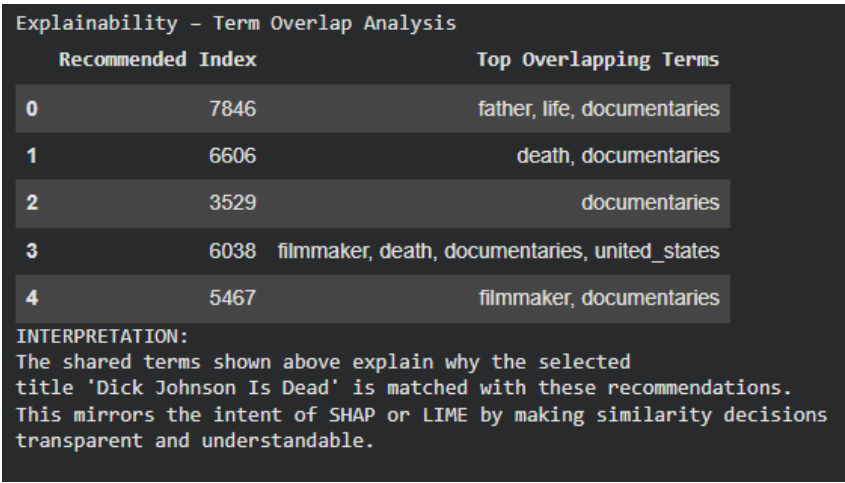 Explainability – Term Overlap Analysis
Recommended Index Top Overlapping Terms
0 7846 father, life, documentaries
1 6606 death, documentaries
2 3529 documentaries
3 6038 filmmaker, death, documentaries, united_states
4 5467 filmmaker, documentaries
INTERPRETATION:
The shared terms shown above explain why the selected
title 'Dick Johnson Is Dead' is matched with these recommendations.
This mirrors the intent of SHAP or LIME by making similarity decisions
transparent and understandable.